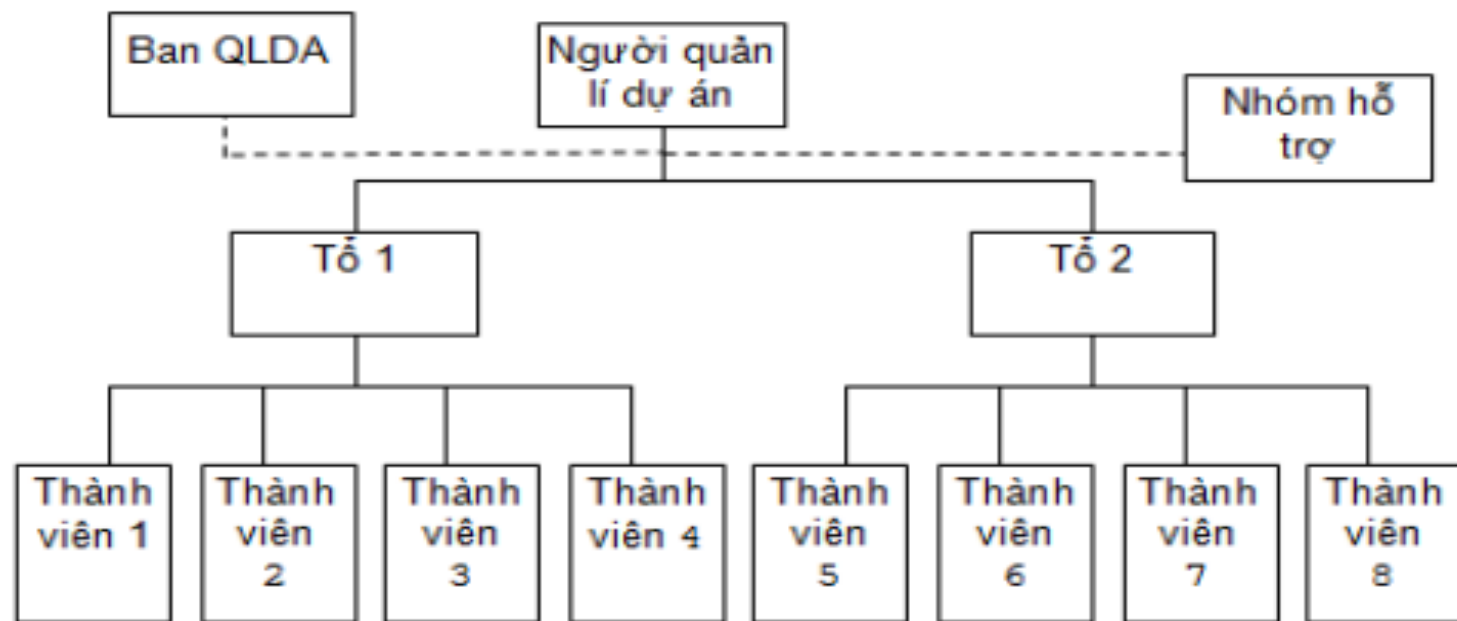 Ban QLDA
Người quản
lí dự án
Nhóm hỗ
trợ
Tổ 1
Tổ 2
Thành
viên 1
Thành
viên
2
Thành
viên
3
Thành
viên 4
Thành
viên
5
Thành
viên
6
Thành
viên
7
Thành
viên
8